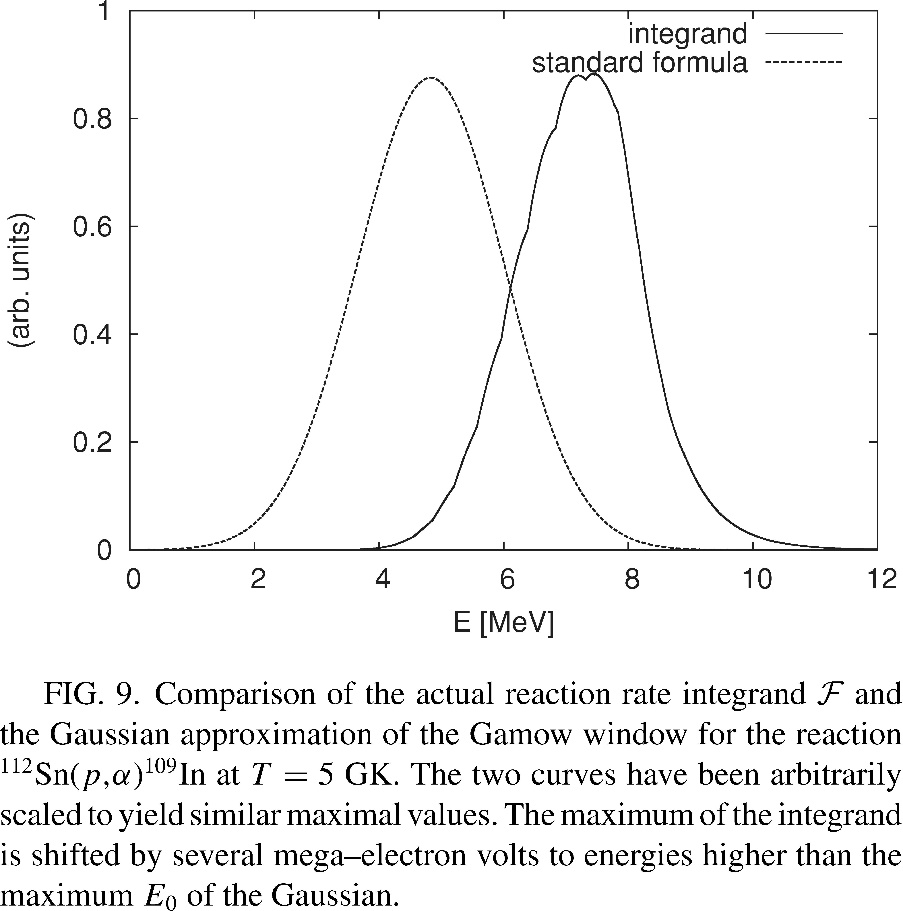 1
integrand
standard formula
0.8
0.6
(arb. units)
0.4
0.2
0
0 2 4 6 8 10 12
E [MeV]
FIG. 9. Comparison of the actual reaction rate integrand ℱ and
the Gaussian approximation of the Gamow window for the reaction
¹¹²Sn(p,α)¹⁰⁹In at T = 5 GK. The two curves have been arbitrarily
scaled to yield similar maximal values. The maximum of the integrand
is shifted by several mega–electron volts to energies higher than the
maximum E₀ of the Gaussian.